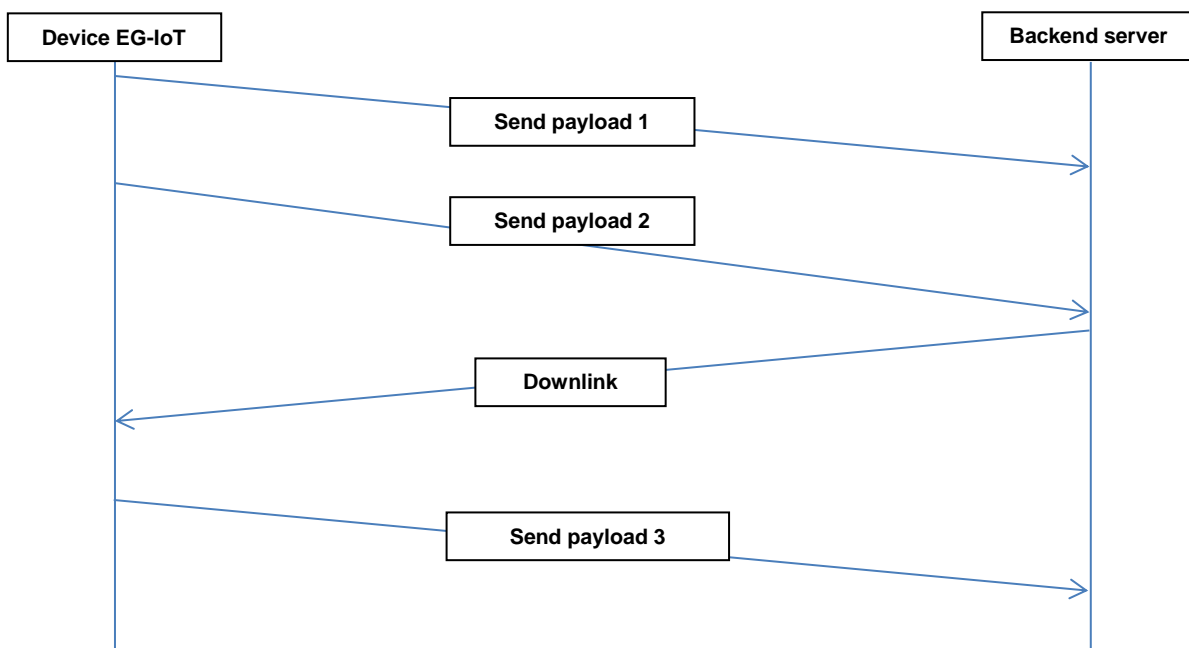 Device EG-IoT
Backend server
Send payload 1
Send payload 2
Downlink
Send payload 3